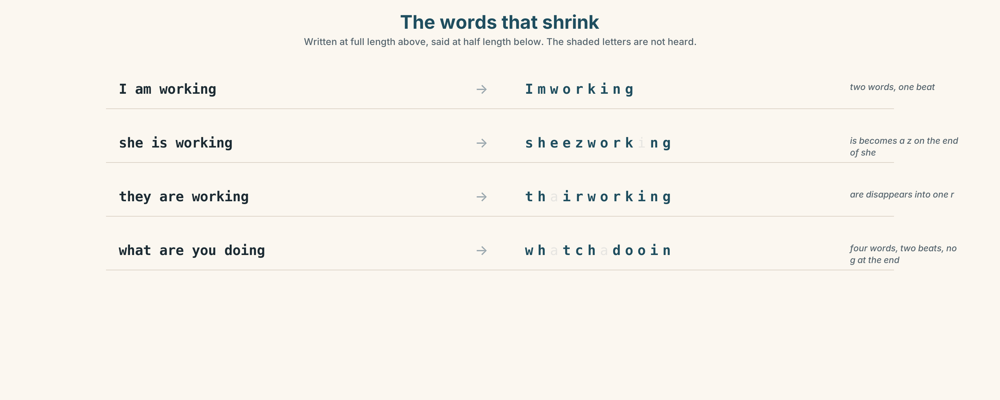 The words that shrink
Written at full length above, said at half length below. The shaded letters are not heard.
I am working → Imworking two words, one beat
she is working → sheezworking is becomes a z on the end
of she
they are working → thairworking are disappears into one r
what are you doing → whatchadooin four words, two beats, no
g at the end